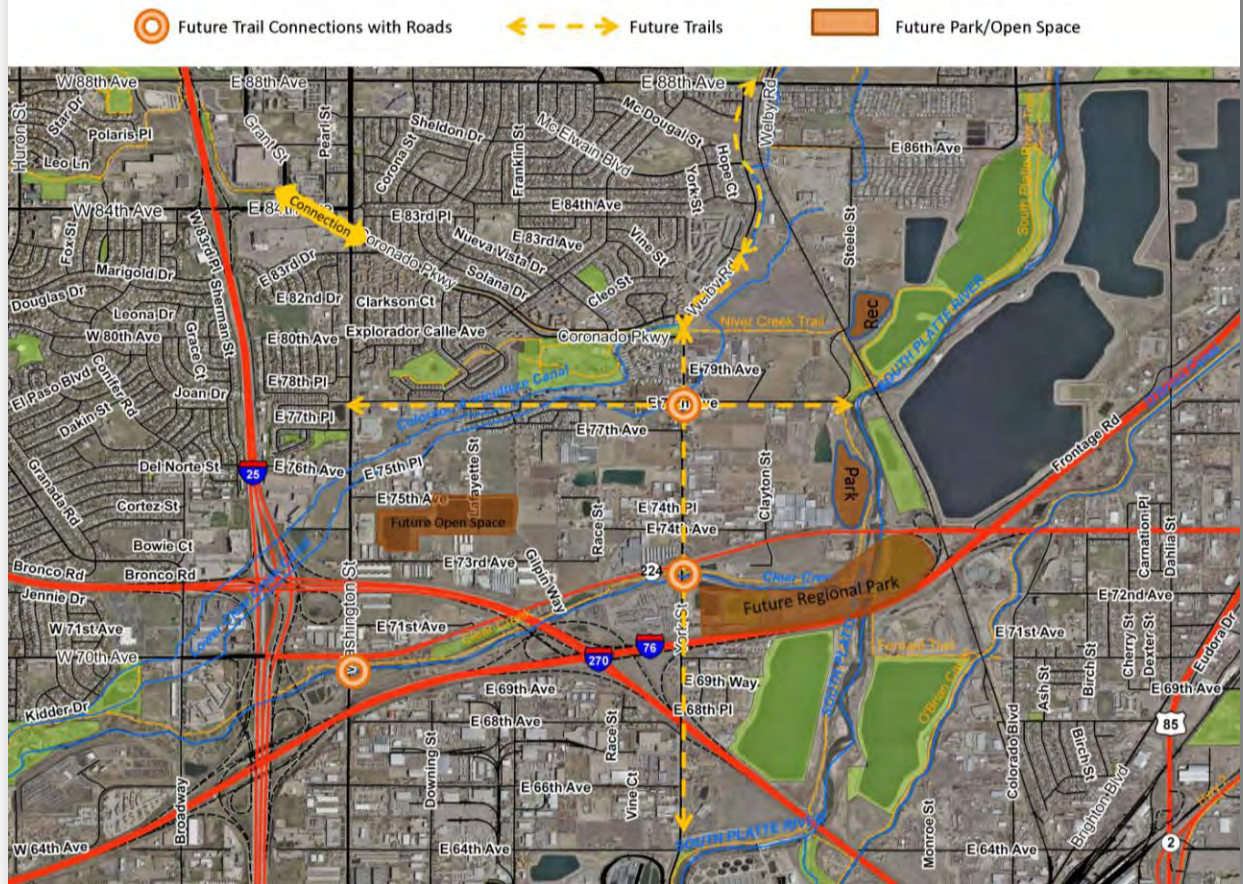 Future Trail Connections with Roads
Future Trails
Future Park/Open Space
W 88th Ave
E 88th Ave
E 88th Ave
Huron St
Star Dr
Polaris Pl
Leo Ln
Grant St
Pearl St
Sheldon Dr
Corona St
Franklin St
McElwain Blvd
McDougal St
Hope Ct
York St
Welby Rd
E 86th Ave
South Platte River Trail
W 84th Ave
Connection
E 83rd Pl
E 84th Ave
Fox St
W 83rd Pl
Sherman St
E 83rd Dr
Coronado Pkwy
Nueva Vista Dr
E 83rd Ave
Vine St
Steele St
Marigold Dr
Solana Dr
Cleo St
Douglas Dr
Leona Dr
E 82nd Dr
Clarkson Ct
Welby Rd
Rec
SOUTH PLATTE RIVER
W 80th Ave
Grace Ct
E 80th Ave
Explorador Calle Ave
Coronado Pkwy
Niver Creek Trail
El Paso Blvd
Conifer Rd
E 78th Pl
E 79th Ave
Joan Dr
Dakin St
E 77th Pl
Colorado Agriculture Canal
E 77th Ave
Frontage Rd
Granada Rd
Del Norte St
25
E 76th Ave
E 75th Pl
Lafayette St
Clayton St
Park
Cortez St
E 75th Ave
Future Open Space
Race St
E 74th Pl
E 74th Ave
Bowie Ct
Carnation Pl
Dahlia St
Bronco Rd
Bronco Rd
E 73rd Ave
Gilpin Way
224
Future Regional Park
Jennie Dr
Washington St
E 72nd Ave
W 71st Ave
E 71st Ave
York St
E 71st Ave
Cherry St
Dexter St
W 70th Ave
270
76
Eudora Dr
Kidder Dr
E 69th Ave
E 69th Way
Ash St
Birch St
E 69th Ave
E 68th Ave
E 68th Pl
O'Brien Canal
85
Downing St
Race St
Colorado Blvd
Birch St
Broadway
E 66th Ave
Vine Ct
Brighton Blvd
W 64th Ave
E 64th Ave
SOUTH PLATTE RIVER
Monroe St
E 64th Ave
2